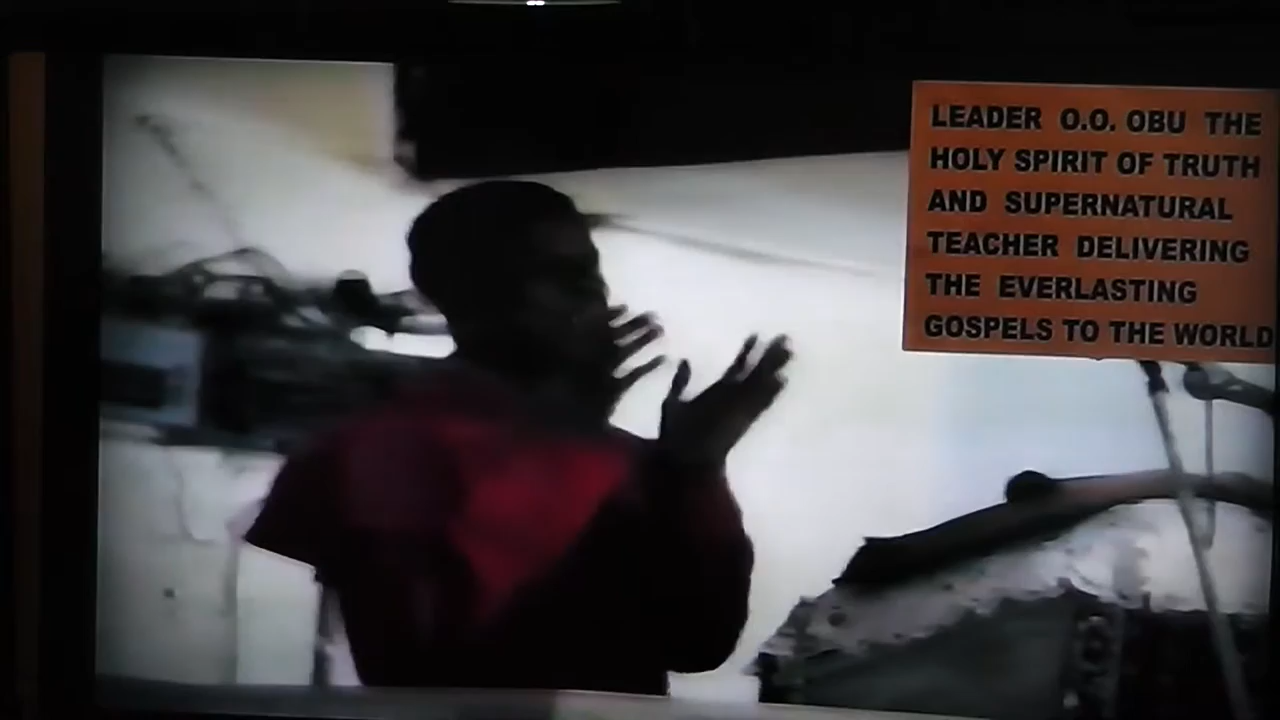 LEADER O.O. OBU THE
HOLY SPIRIT OF TRUTH
AND SUPERNATURAL
TEACHER DELIVERING
THE EVERLASTING
GOSPELS TO THE WORLD